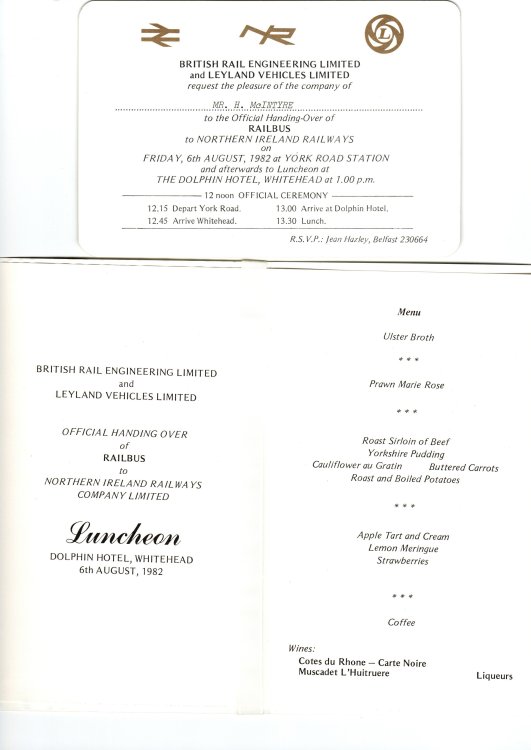 BRITISH RAIL ENGINEERING LIMITED
and LEYLAND VEHICLES LIMITED
request the pleasure of the company of
MR. H. McINTYRE
to the Official Handing-Over of
RAILBUS
to NORTHERN IRELAND RAILWAYS
on
FRIDAY, 6th AUGUST, 1982 at YORK ROAD STATION
and afterwards to Luncheon at
THE DOLPHIN HOTEL, WHITEHEAD at 1.00 p.m.
12 noon OFFICIAL CEREMONY
12.15 Depart York Road. 13.00 Arrive at Dolphin Hotel.
12.45 Arrive Whitehead. 13.30 Lunch.
R.S.V.P.: Jean Haxley, Belfast 230664
BRITISH RAIL ENGINEERING LIMITED
and
LEYLAND VEHICLES LIMITED
OFFICIAL HANDING OVER
of
RAILBUS
to
NORTHERN IRELAND RAILWAYS
COMPANY LIMITED
Luncheon
DOLPHIN HOTEL, WHITEHEAD
6th AUGUST, 1982
Menu
Ulster Broth
* * *
Prawn Marie Rose
* * *
Roast Sirloin of Beef
Yorkshire Pudding
Cauliflower au Gratin Buttered Carrots
Roast and Boiled Potatoes
* * *
Apple Tart and Cream
Lemon Meringue
Strawberries
* * *
Coffee
Wines:
Cotes du Rhone — Carte Noire
Muscadet L'Huitruere
Liqueurs